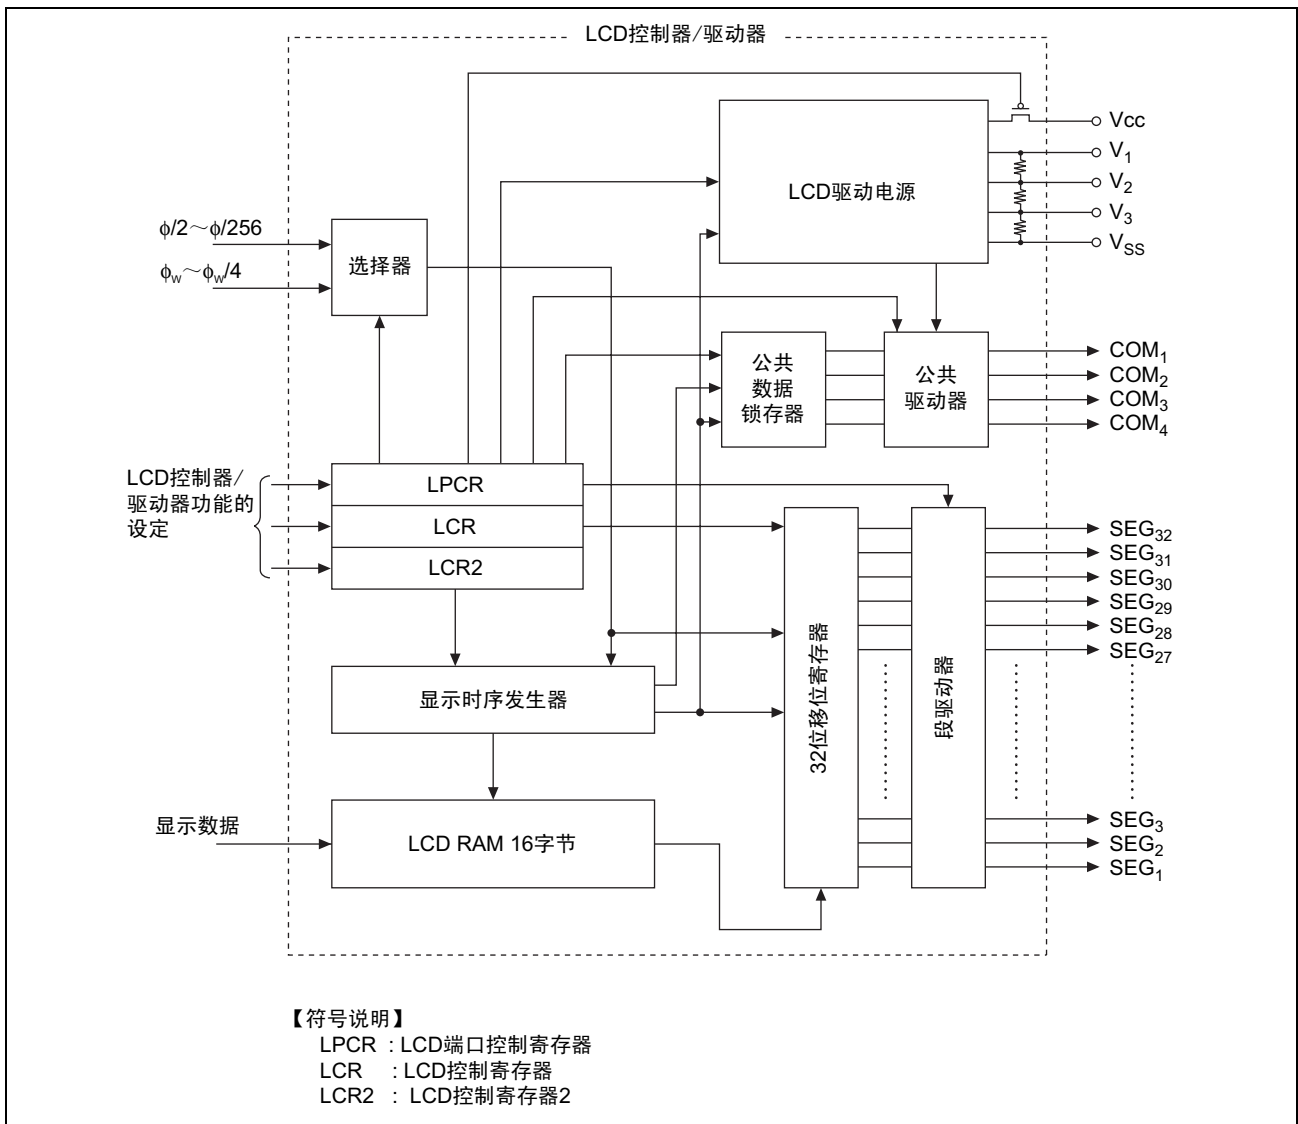 LCD控制器/驱动器
Vcc
V1
V2
V3
VSS
LCD驱动电源
ϕ/2～ϕ/256
ϕw～ϕw/4
选择器
公共
数据
锁存器
公共
驱动器
COM1
COM2
COM3
COM4
LCD控制器/
驱动器功能的
设定
LPCR
LCR
LCR2
32位移位寄存器
段驱动器
SEG32
SEG31
SEG30
SEG29
SEG28
SEG27
显示时序发生器
显示数据
LCD RAM 16字节
SEG3
SEG2
SEG1
【符号说明】
LPCR : LCD端口控制寄存器
LCR : LCD控制寄存器
LCR2 : LCD控制寄存器2